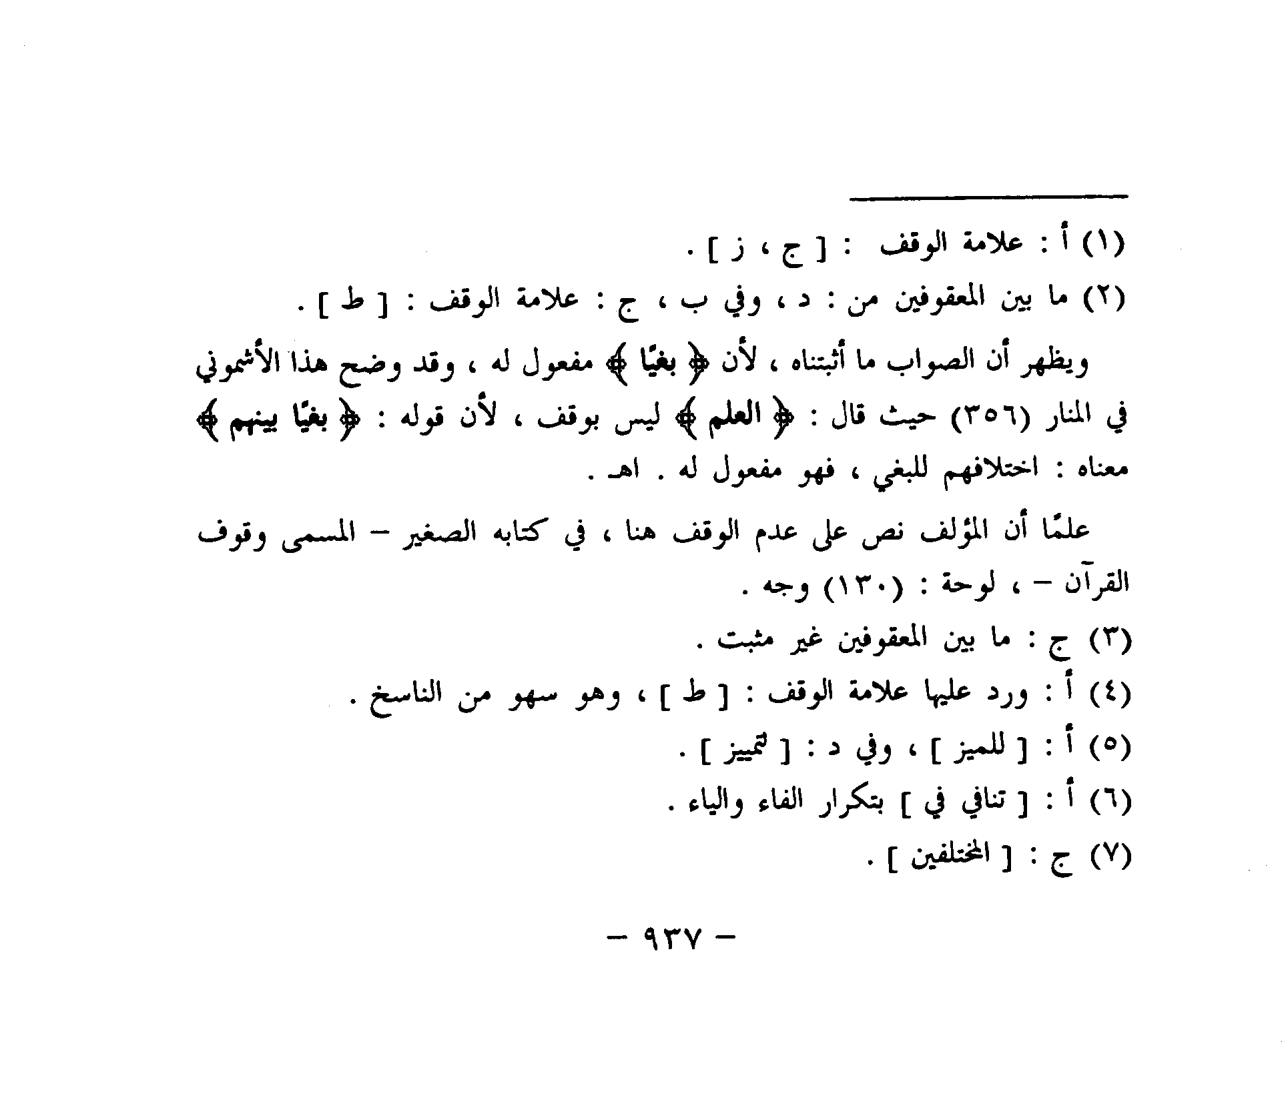 (١) أ : علامة الوقف : [ ج ، ز ] .
(٢) ما بين المعقوفين من : د ، وفي ب ، ج : علامة الوقف : [ ط ] .
ويظهر أن الصواب ما أثبتناه ، لأن ﴿ بغيًا ﴾ مفعول له ، وقد وضح هذا الأشموني
في المنار (٣٥٦) حيث قال : ﴿ العلم ﴾ ليس بوقف ، لأن قوله : ﴿ بغيًا بينهم ﴾
معناه : اختلافهم للبغي ، فهو مفعول له . اهـ .
علمًا أن المؤلف نص على عدم الوقف هنا ، في كتابه الصغير – المسمى وقوف
القرآن – ، لوحة : (١٣٠) وجه .
(٣) ج : ما بين المعقوفين غير مثبت .
(٤) أ : ورد عليها علامة الوقف : [ ط ] ، وهو سهو من الناسخ .
(٥) أ : [ للميز ] ، وفي د : [ لتمييز ] .
(٦) أ : [ تنافي في ] بتكرار الفاء والياء .
(٧) ج : [ المختلفين ] .
– ٩٣٧ –